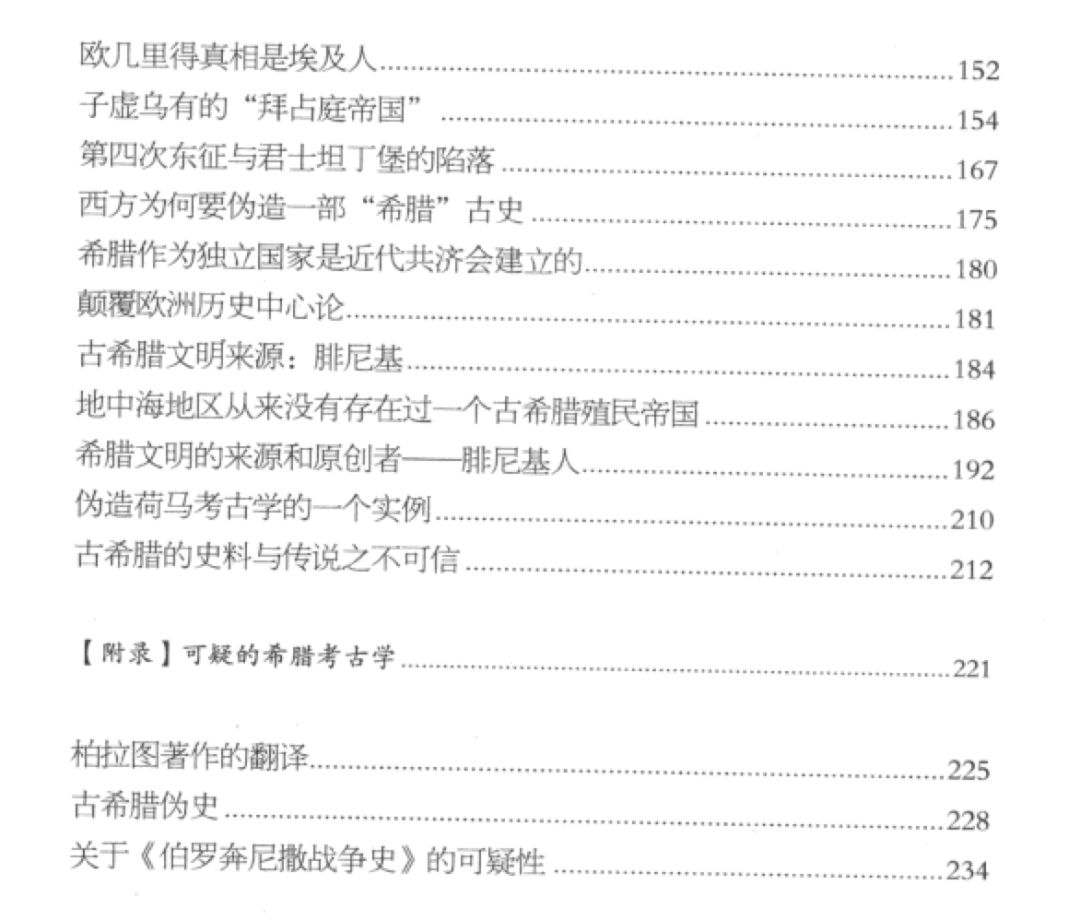 欧几里得真相是埃及人……152
子虚乌有的“拜占庭帝国”……154
第四次东征与君士坦丁堡的陷落……167
西方为何要伪造一部“希腊”古史……175
希腊作为独立国家是近代共济会建立的……180
颠覆欧洲历史中心论……181
古希腊文明来源：腓尼基……184
地中海地区从来没有存在过一个古希腊殖民帝国……186
希腊文明的来源和原创者——腓尼基人……192
伪造荷马考古学的一个实例……210
古希腊的史料与传说之不可信……212
【附录】可疑的希腊考古学……221
柏拉图著作的翻译……225
古希腊伪史……228
关于《伯罗奔尼撒战争史》的可疑性……234